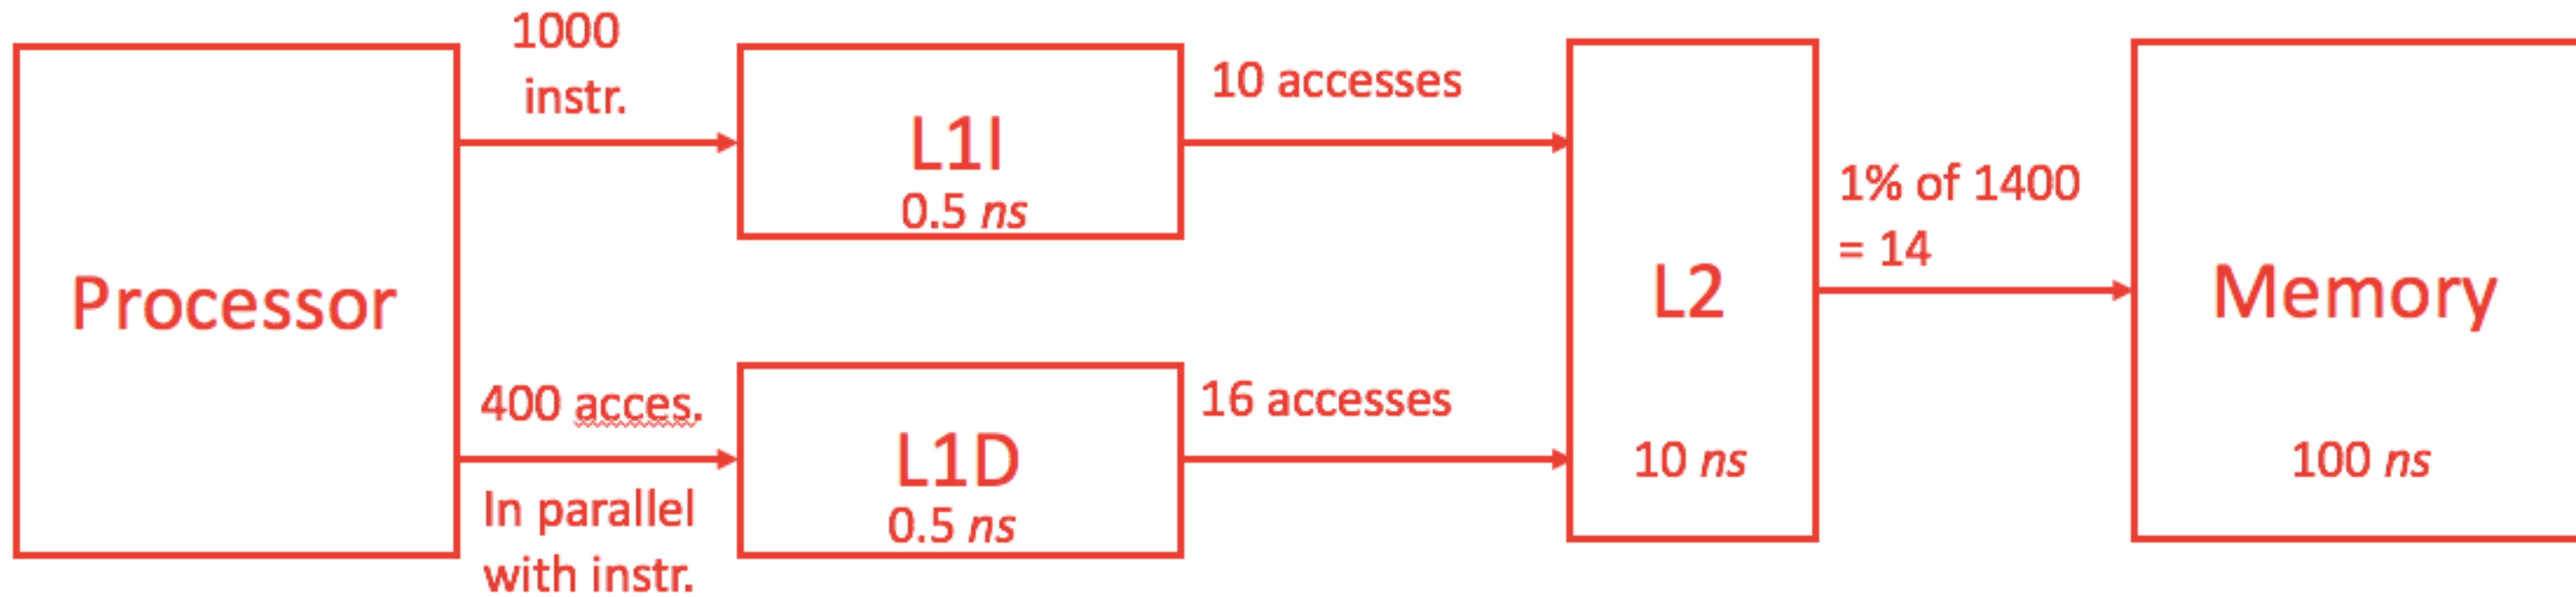 1000
instr.
L1I
0.5 ns
10 accesses
Processor
400 acces.
In parallel
with instr.
L1D
0.5 ns
16 accesses
L2
10 ns
1% of 1400
= 14
Memory
100 ns